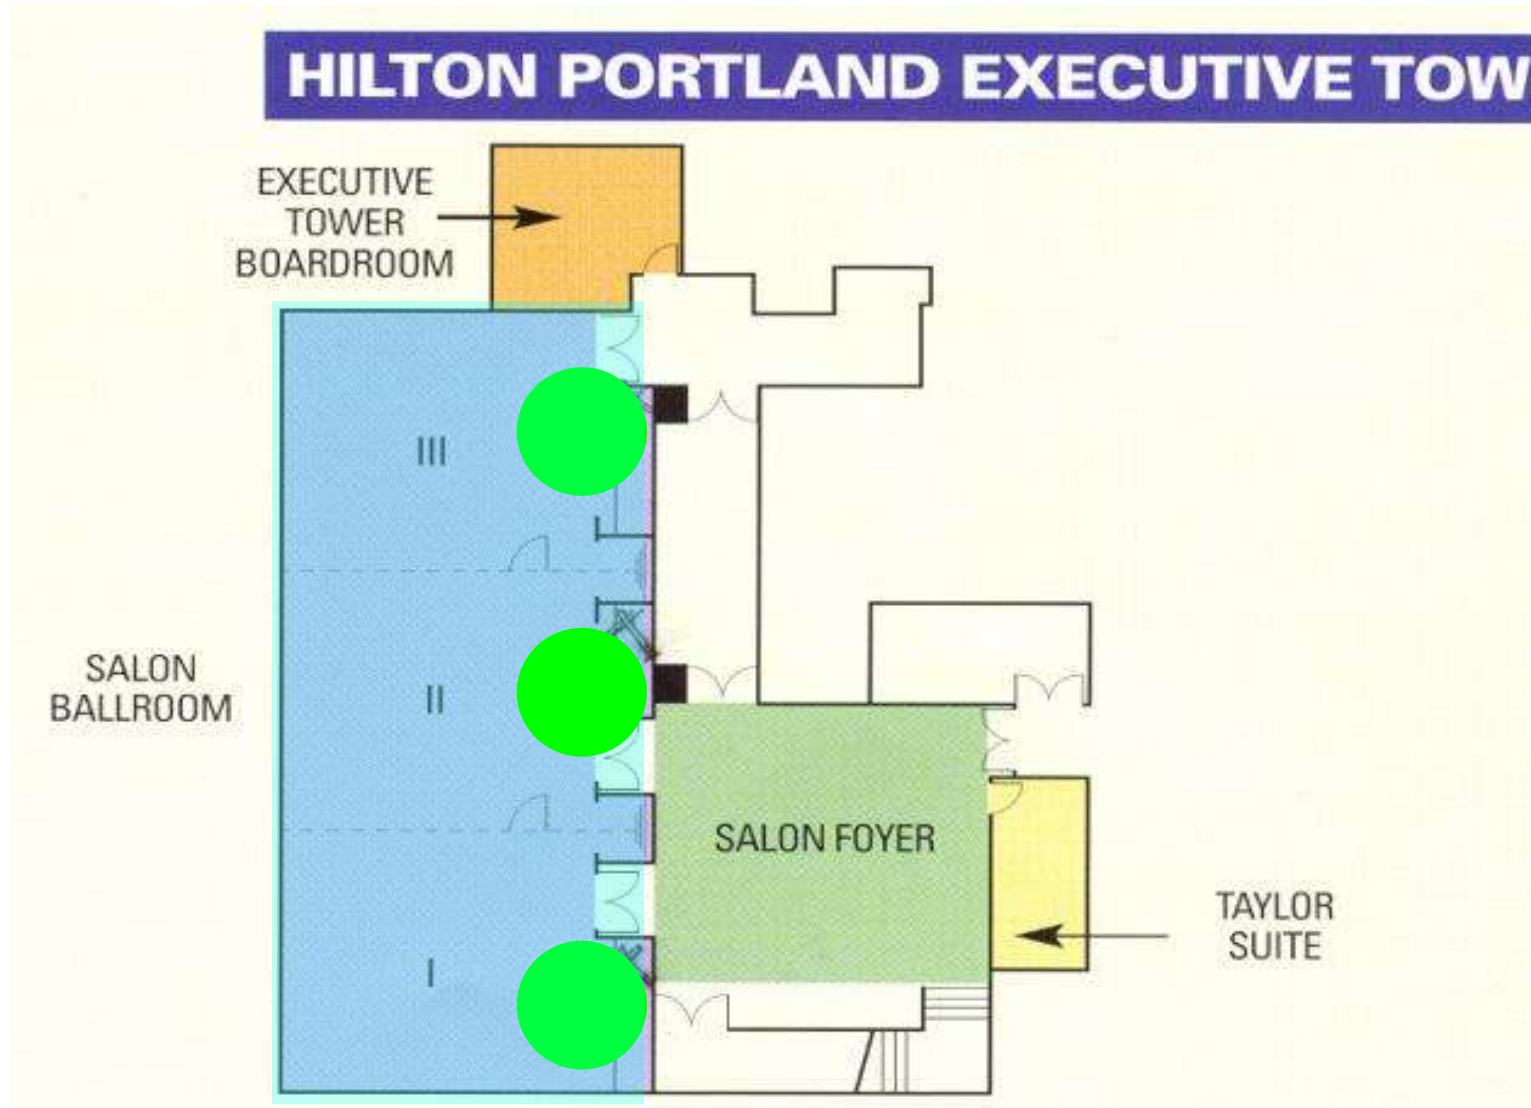 HILTON PORTLAND EXECUTIVE TOW
EXECUTIVE
TOWER
BOARDROOM
III
SALON
BALLROOM
II
SALON FOYER
TAYLOR
SUITE
I